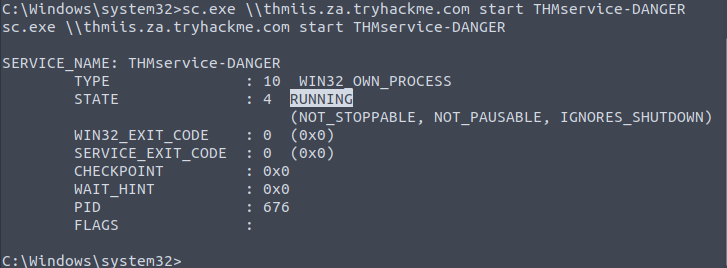 C:\Windows\system32>sc.exe \\thmiis.za.tryhackme.com start THMservice-DANGER
sc.exe \\thmiis.za.tryhackme.com start THMservice-DANGER
SERVICE_NAME: THMservice-DANGER
TYPE : 10 WIN32_OWN_PROCESS
STATE : 4 RUNNING
(NOT_STOPPABLE, NOT_PAUSABLE, IGNORES_SHUTDOWN)
WIN32_EXIT_CODE : 0 (0x0)
SERVICE_EXIT_CODE : 0 (0x0)
CHECKPOINT : 0x0
WAIT_HINT : 0x0
PID : 676
FLAGS :
C:\Windows\system32>